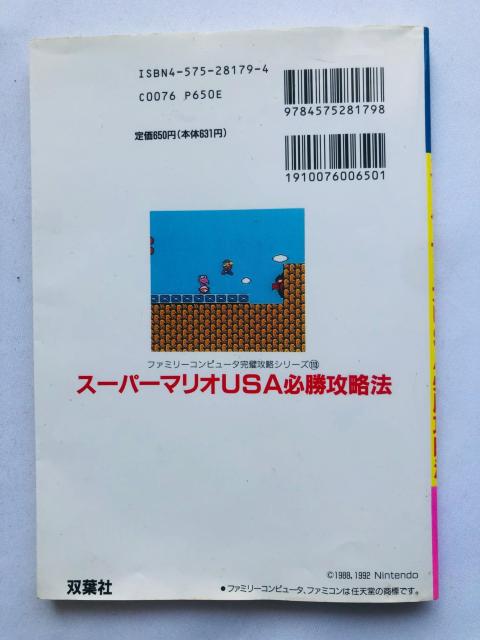 ISBN4-575-28179-4
C0076 P650E
9784575281798
定価650円(本体631円)
1910076006501
ファミリーコンピュータ完璧攻略シリーズ
スーパーマリオUSA必勝攻略法
©1988, 1992 Nintendo
双葉社
●ファミリーコンピュータ、ファミコンは任天堂の商標です。